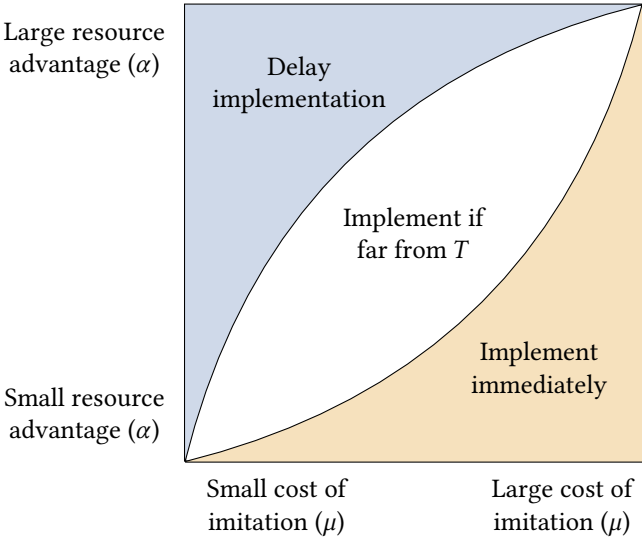 Large resource
advantage (α)
Delay
implementation
Implement if
far from T
Implement
immediately
Small resource
advantage (α)
Small cost of
imitation (μ)
Large cost of
imitation (μ)